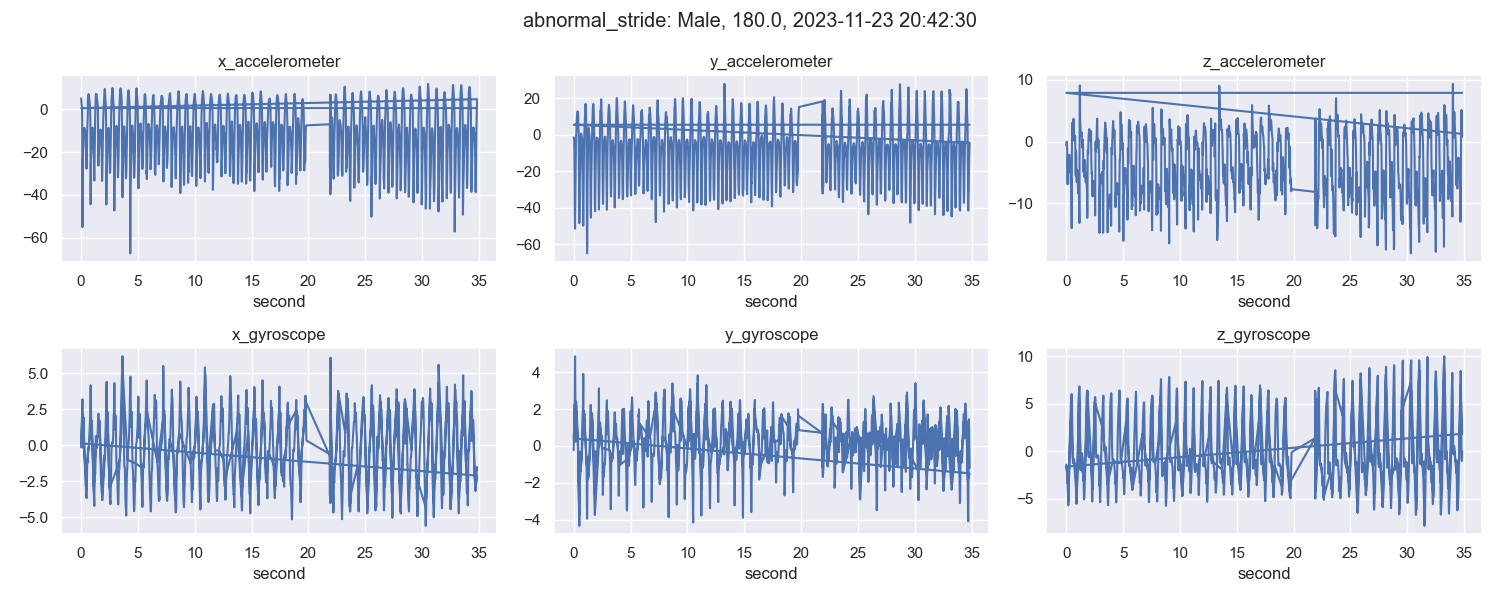 abnormal_stride: Male, 180.0, 2023-11-23 20:42:30
x_accelerometer y_accelerometer z_accelerometer
0
−20
−40
−60
0 5 10 15 20 25 30 35
second
20
0
−20
−40
−60
0 5 10 15 20 25 30 35
second
10
0
−10
0 5 10 15 20 25 30 35
second
x_gyroscope y_gyroscope z_gyroscope
5.0
2.5
0.0
−2.5
−5.0
0 5 10 15 20 25 30 35
second
4
2
0
−2
−4
0 5 10 15 20 25 30 35
second
10
5
0
−5
0 5 10 15 20 25 30 35
second